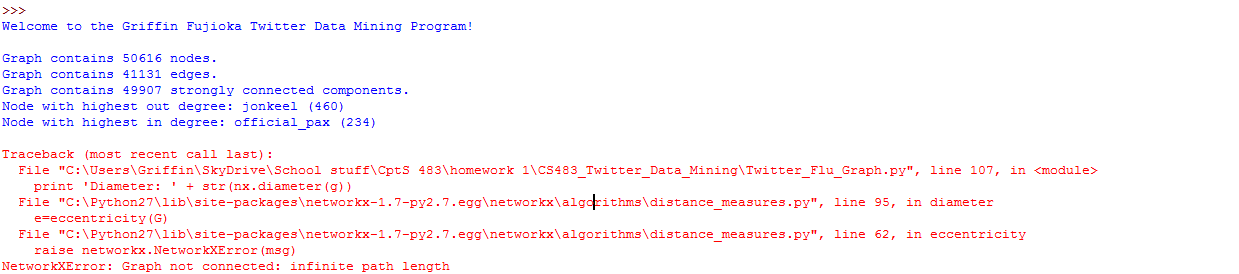 >>>
Welcome to the Griffin Fujioka Twitter Data Mining Program!
Graph contains 50616 nodes.
Graph contains 41131 edges.
Graph contains 49907 strongly connected components.
Node with highest out degree: jonkeel (460)
Node with highest in degree: official_pax (234)
Traceback (most recent call last):
  File "C:\Users\Griffin\SkyDrive\School stuff\CptS 483\homework 1\CS483_Twitter_Data_Mining\Twitter_Flu_Graph.py", line 107, in <module>
    print 'Diameter: ' + str(nx.diameter(g))
  File "C:\Python27\lib\site-packages\networkx-1.7-py2.7.egg\networkx\algorithms\distance_measures.py", line 95, in diameter
    e=eccentricity(G)
  File "C:\Python27\lib\site-packages\networkx-1.7-py2.7.egg\networkx\algorithms\distance_measures.py", line 62, in eccentricity
    raise networkx.NetworkXError(msg)
NetworkXError: Graph not connected: infinite path length